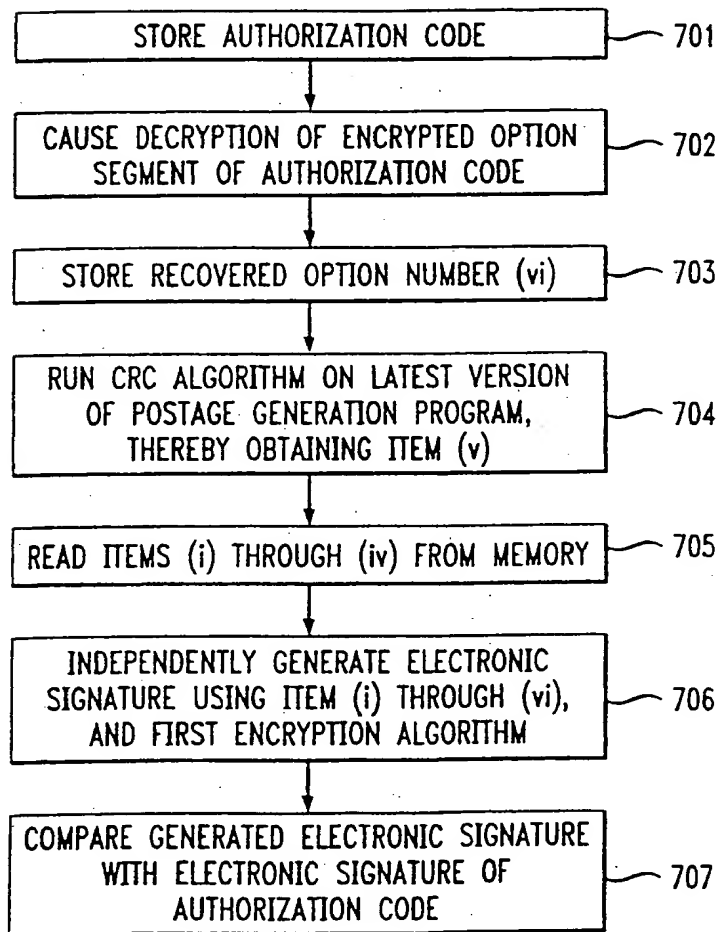 STORE AUTHORIZATION CODE
701
CAUSE DECRYPTION OF ENCRYPTED OPTION
SEGMENT OF AUTHORIZATION CODE
702
STORE RECOVERED OPTION NUMBER (vi)
703
RUN CRC ALGORITHM ON LATEST VERSION
OF POSTAGE GENERATION PROGRAM,
THEREBY OBTAINING ITEM (v)
704
READ ITEMS (i) THROUGH (iv) FROM MEMORY
705
INDEPENDENTLY GENERATE ELECTRONIC
SIGNATURE USING ITEM (i) THROUGH (vi),
AND FIRST ENCRYPTION ALGORITHM
706
COMPARE GENERATED ELECTRONIC SIGNATURE
WITH ELECTRONIC SIGNATURE OF
AUTHORIZATION CODE
707